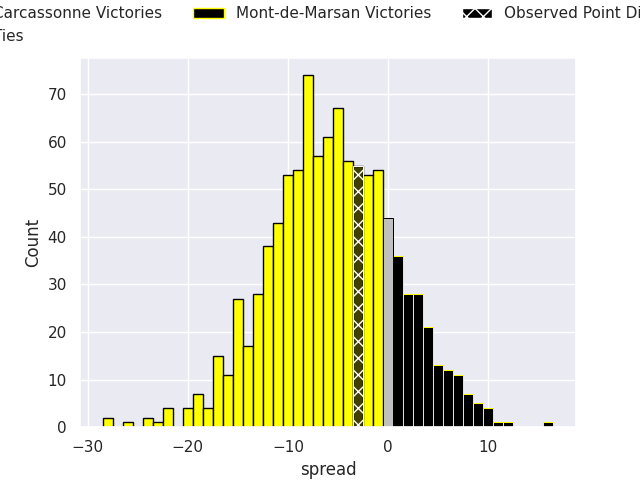 Carcassonne Victories Mont-de-Marsan Victories Observed Point Di
Ties
70
60
50
40
30
20
10
0
Count
−30 −20 −10 0 10
spread